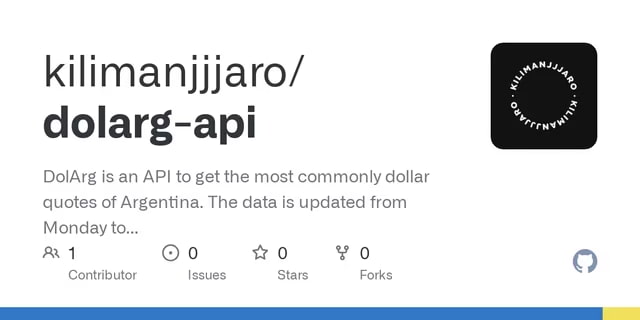 kilimanjjjaro/
dolarg-api
KILIMANJJJARO · KILIMANJJJARO ·
DolArg is an API to get the most commonly dollar
quotes of Argentina. The data is updated from
Monday to...
1
Contributor
0
Issues
0
Stars
0
Forks